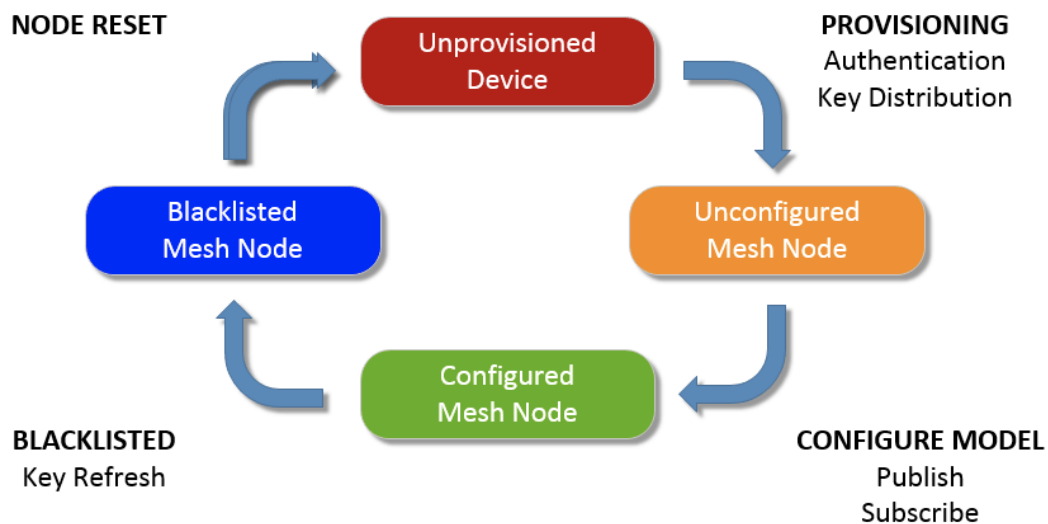 NODE RESET
Unprovisioned
Device
PROVISIONING
Authentication
Key Distribution
Blacklisted
Mesh Node
Unconfigured
Mesh Node
Configured
Mesh Node
BLACKLISTED
Key Refresh
CONFIGURE MODEL
Publish
Subscribe